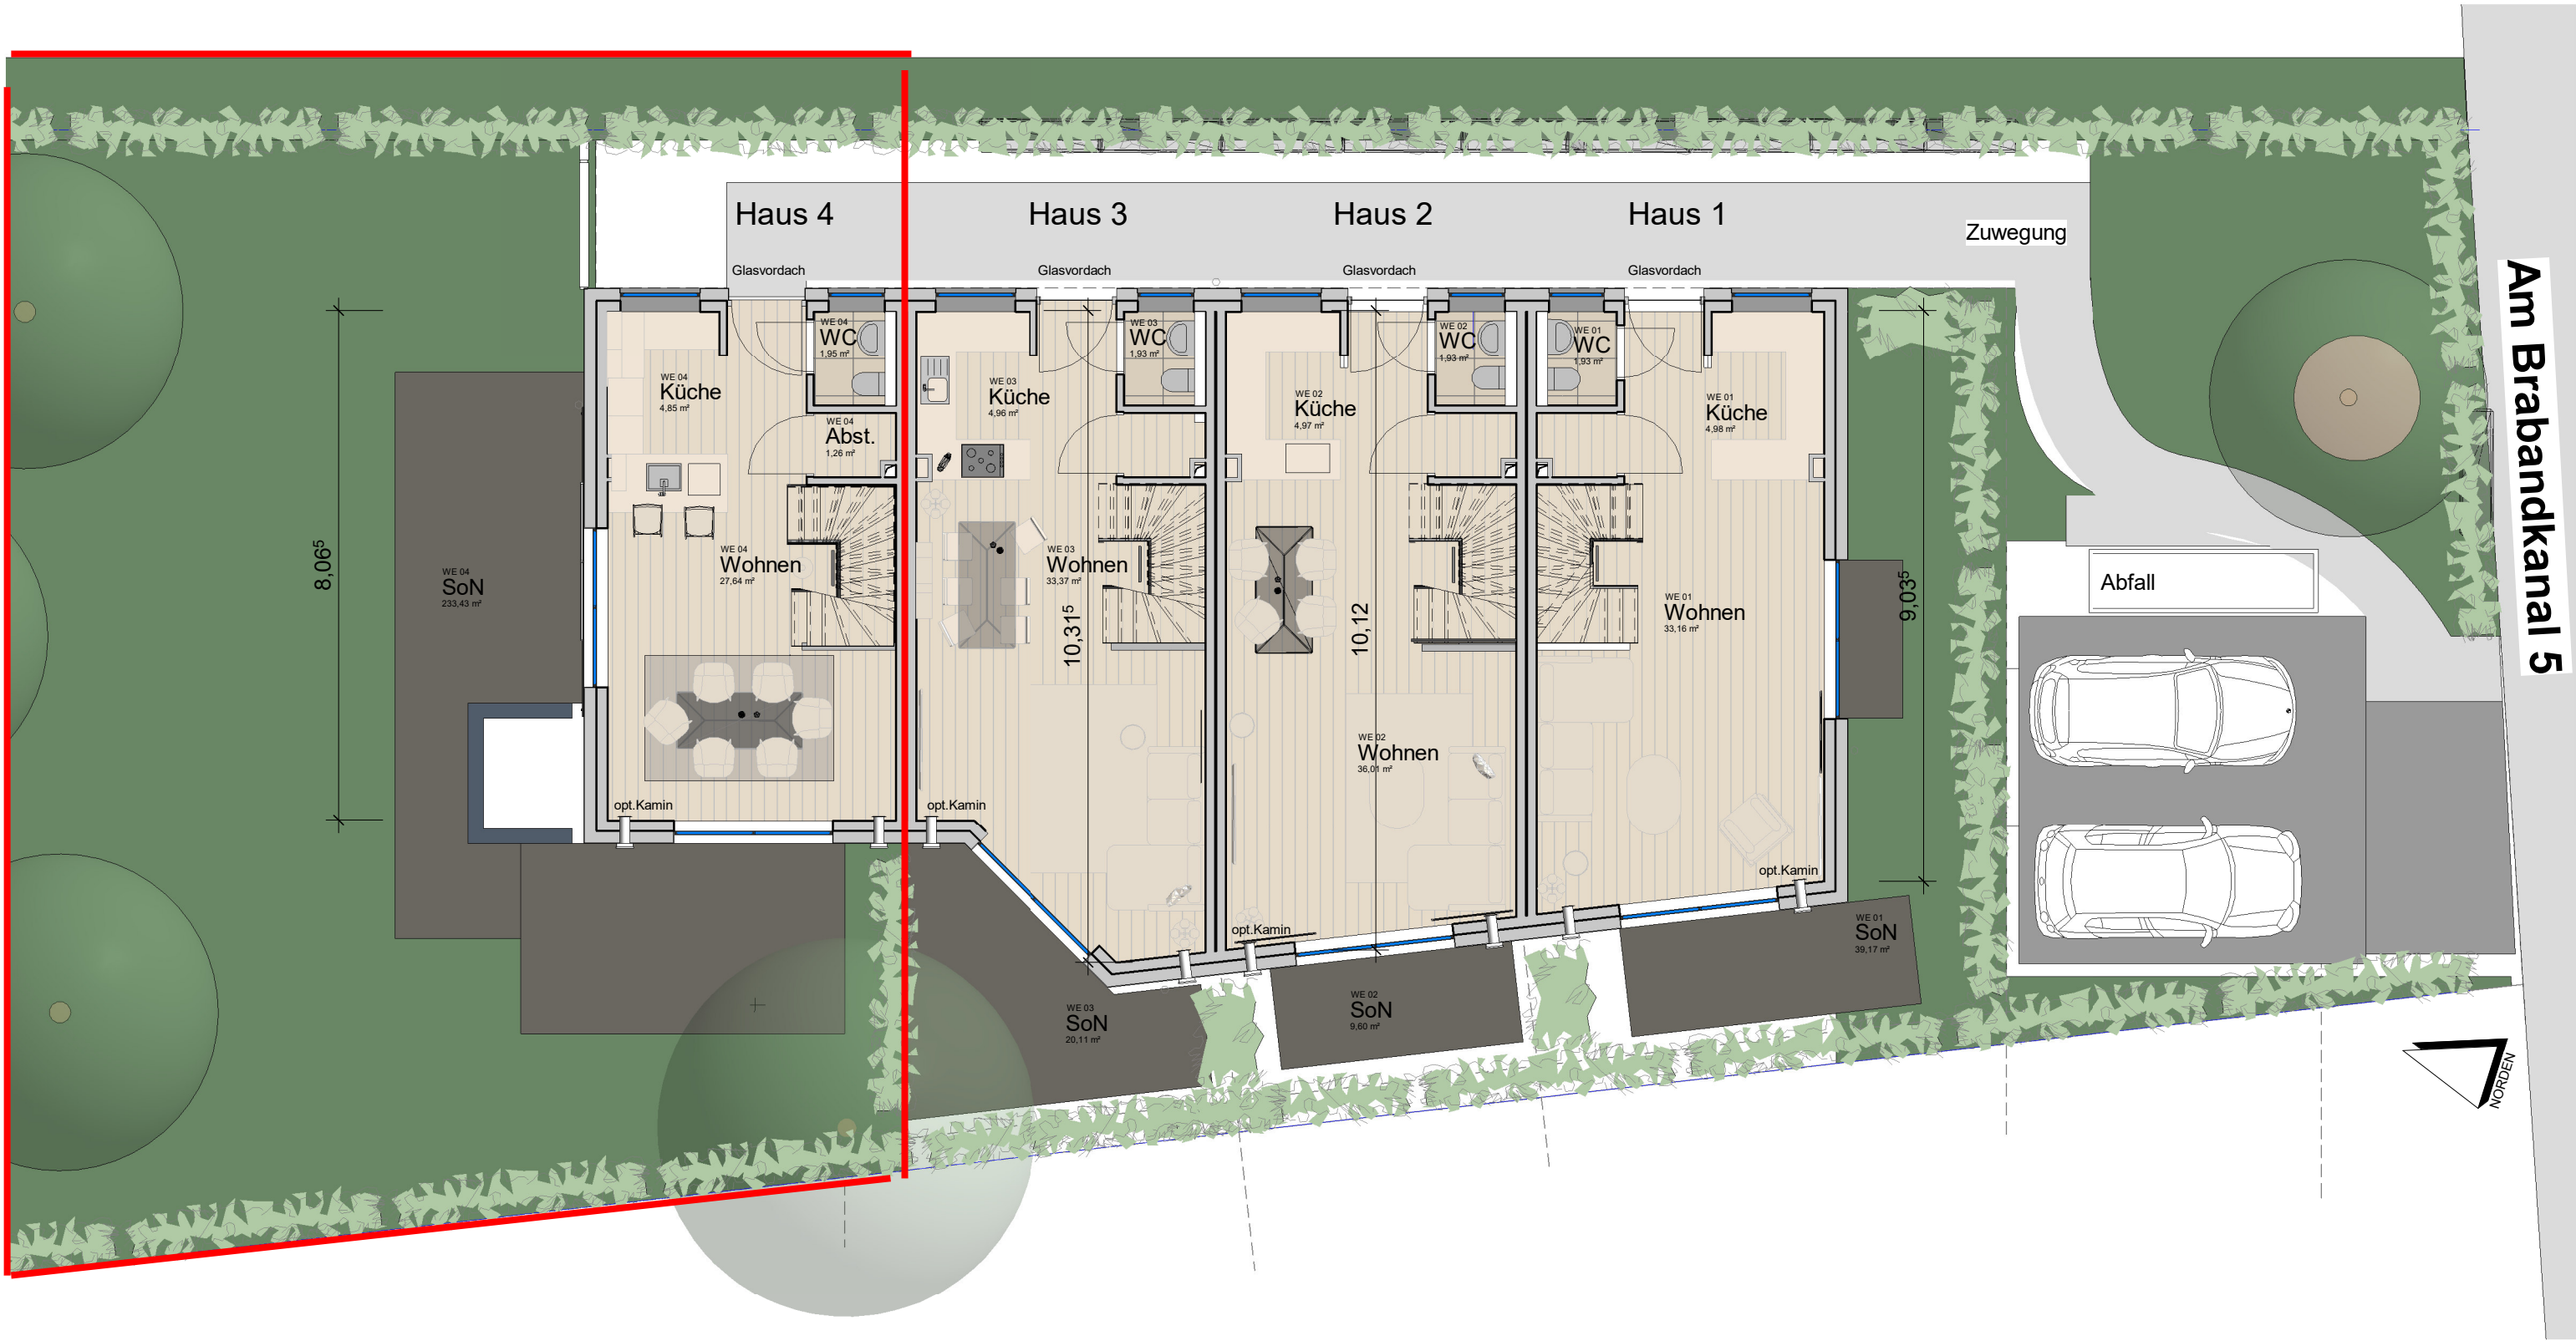 Haus 4
Haus 3
Haus 2
Haus 1
Zuwegung
Glasvordach
Glasvordach
Glasvordach
Glasvordach
Am Brabandkanal 5
WE 04
WC
1,95 m²
WE 03
WC
1,93 m²
WE 02
WC
1,93 m²
WE 01
WC
1,93 m²
WE 04
Küche
4,85 m²
WE 03
Küche
4,96 m²
WE 02
Küche
4,97 m²
WE 01
Küche
4,98 m²
WE 04
Abst.
1,26 m²
8,06⁵
WE 04
SoN
233,43 m²
WE 04
Wohnen
27,64 m²
WE 03
Wohnen
33,37 m²
10,31⁵
10,12
WE 01
Wohnen
33,16 m²
9,03⁵
Abfall
WE 02
Wohnen
36,01 m²
opt.Kamin
opt.Kamin
opt.Kamin
opt.Kamin
WE 03
SoN
20,11 m²
WE 02
SoN
9,60 m²
WE 01
SoN
39,17 m²
NORDEN